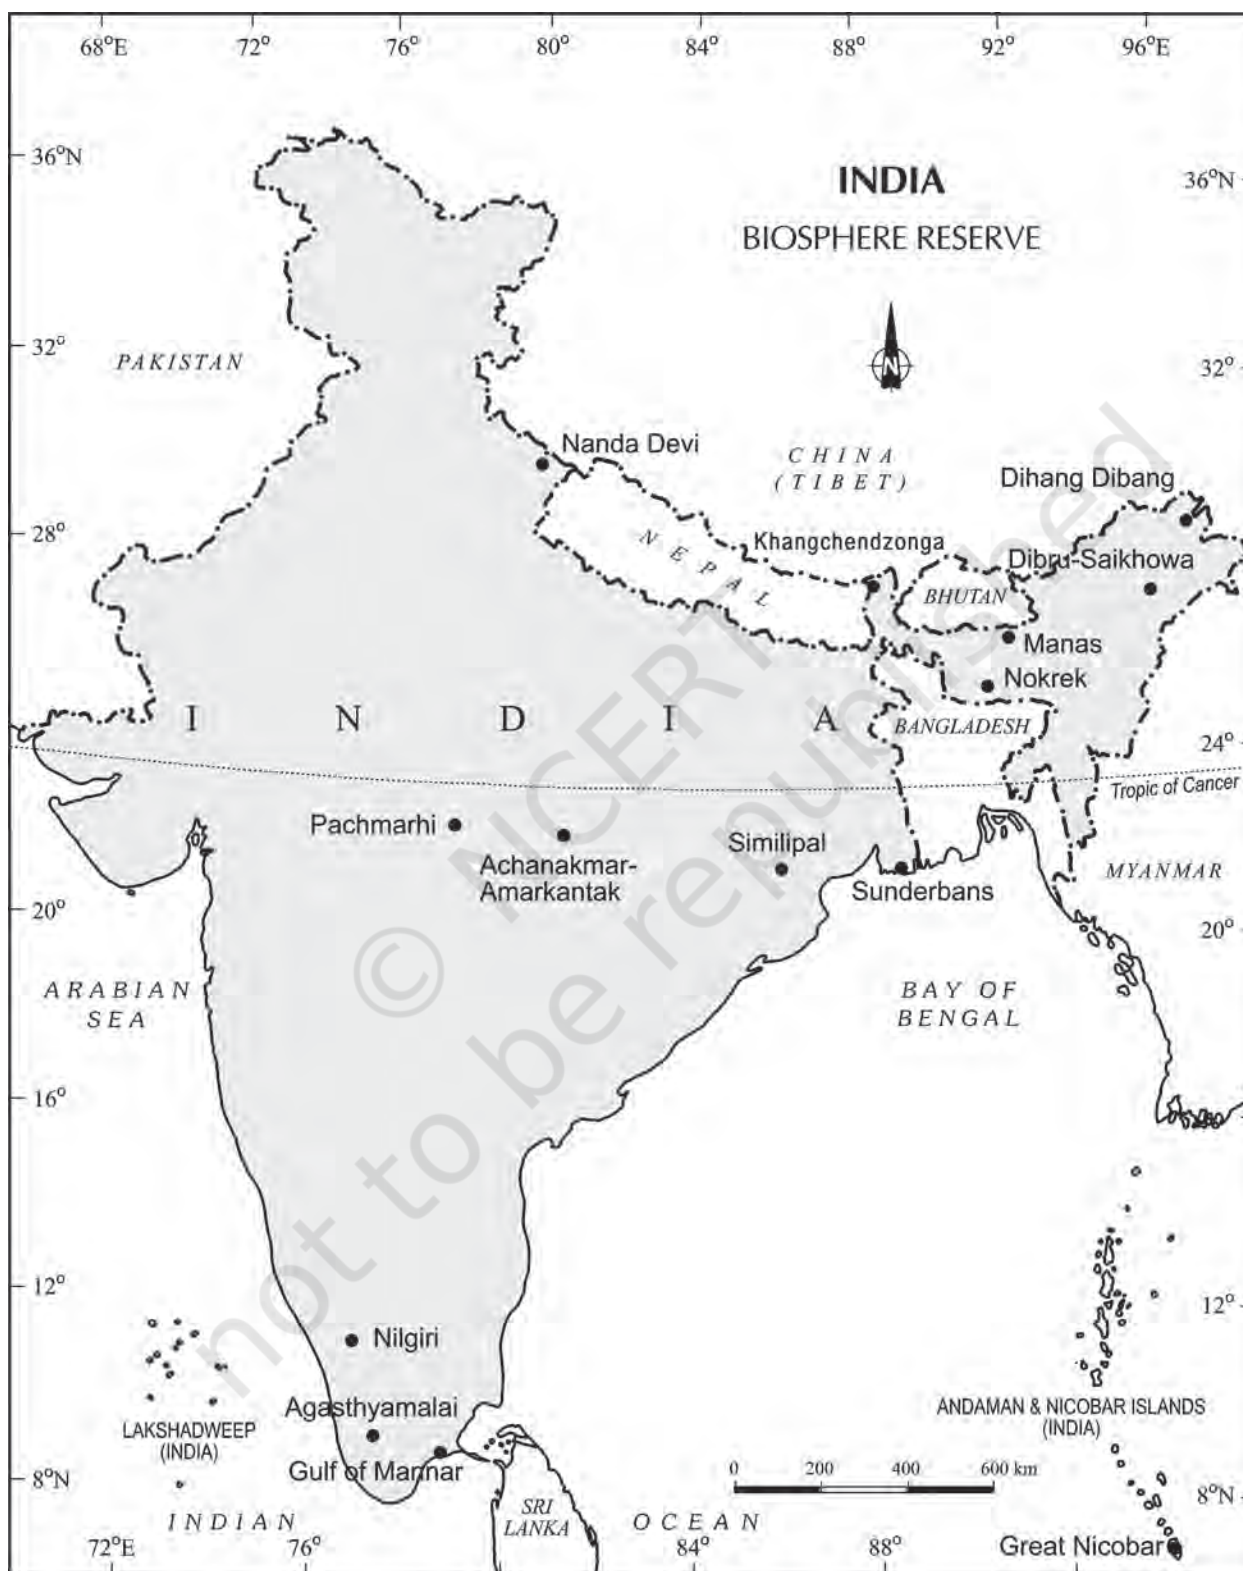 68°E 72° 76° 80° 84° 88° 92° 96°E
36°N
INDIA
36°N
BIOSPHERE RESERVE
32°
PAKISTAN
N
32°
Nanda Devi
CHINA
(TIBET)
Dihang Dibang
28°
NEPAL
Khangchendzonga
Dibru-Saikhowa
28°
BHUTAN
Manas
Nokrek
I N D I A
BANGLADESH
24°
Tropic of Cancer
Pachmarhi
Achanakmar-
Amarkantak
Similipal
Sunderbans
MYANMAR
20°
20°
ARABIAN
SEA
BAY OF
BENGAL
16°
12°
12°
Nilgiri
Agasthyamalai
Gulf of Mannar
LAKSHADWEEP
(INDIA)
ANDAMAN & NICOBAR ISLANDS
(INDIA)
8°N
0 200 400 600 km
8°N
SRI
LANKA
INDIAN OCEAN
Great Nicobar
72°E 76° 84° 88°
© NCERT
not to be republished